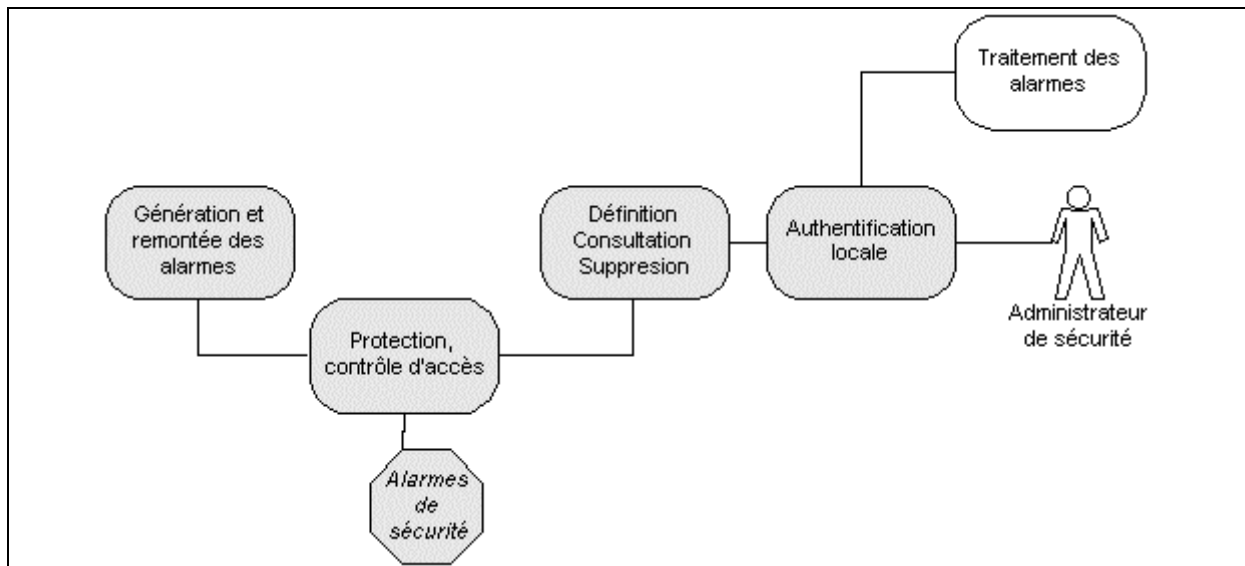 Traitement des
alarmes
Génération et
remontée des
alarmes
Définition
Consultation
Suppresion
Authentification
locale
Administrateur
de sécurité
Protection,
contrôle d'accès
Alarmes
de
sécurité